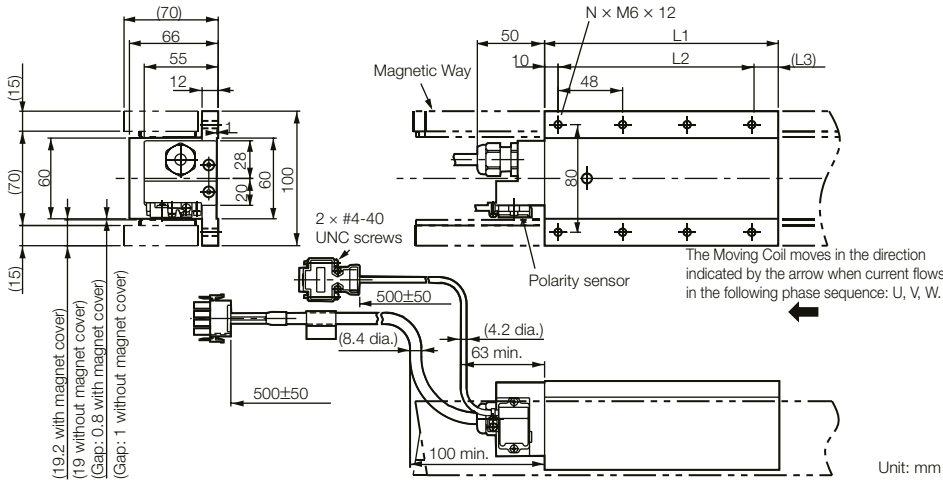 (70)
66
55
12
(15)
(70)
60
(15)
1
28
20
60
100
(19.2 with magnet cover)
(19 without magnet cover)
(Gap: 0.8 with magnet cover)
(Gap: 1 without magnet cover)
N × M6 × 12
50
L1
10
L2
(L3)
48
Magnetic Way
80
Polarity sensor
The Moving Coil moves in the direction
indicated by the arrow when current flows
in the following phase sequence: U, V, W.
2 × #4-40
UNC screws
500±50
(4.2 dia.)
(8.4 dia.)
63 min.
500±50
100 min.
Unit: mm